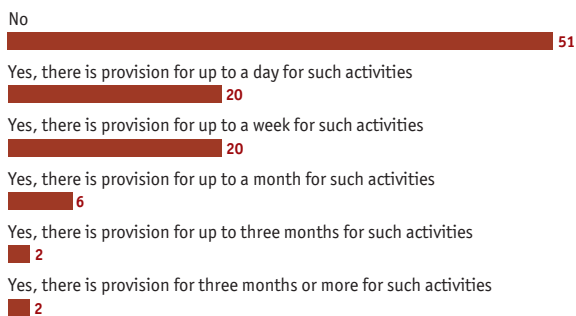 No
51
Yes, there is provision for up to a day for such activities
20
Yes, there is provision for up to a week for such activities
20
Yes, there is provision for up to a month for such activities
6
Yes, there is provision for up to three months for such activities
2
Yes, there is provision for three months or more for such activities
2